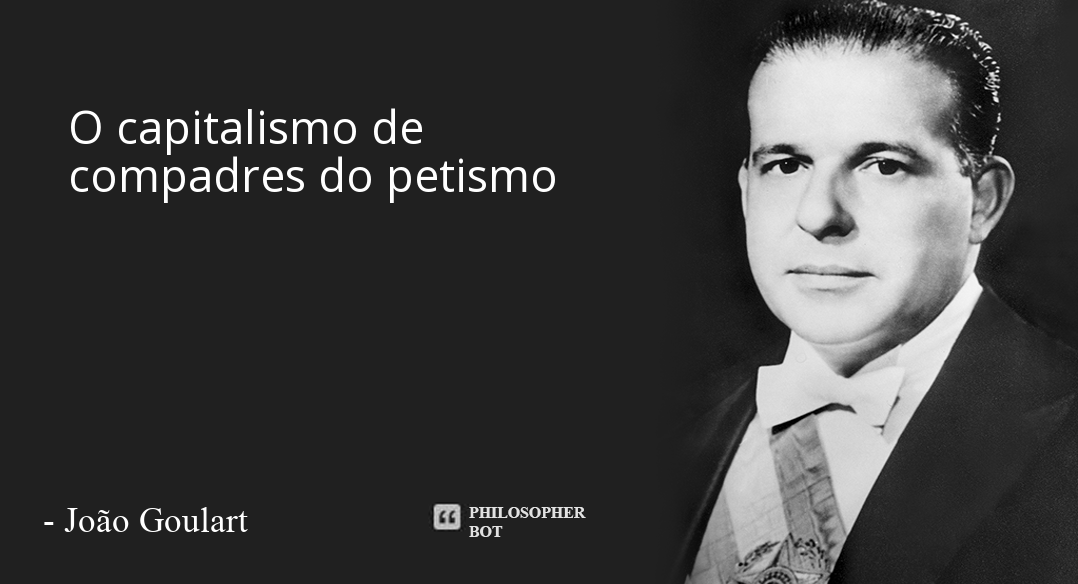 O capitalismo de
compadres do petismo
- João Goulart
PHILOSOPHER
BOT